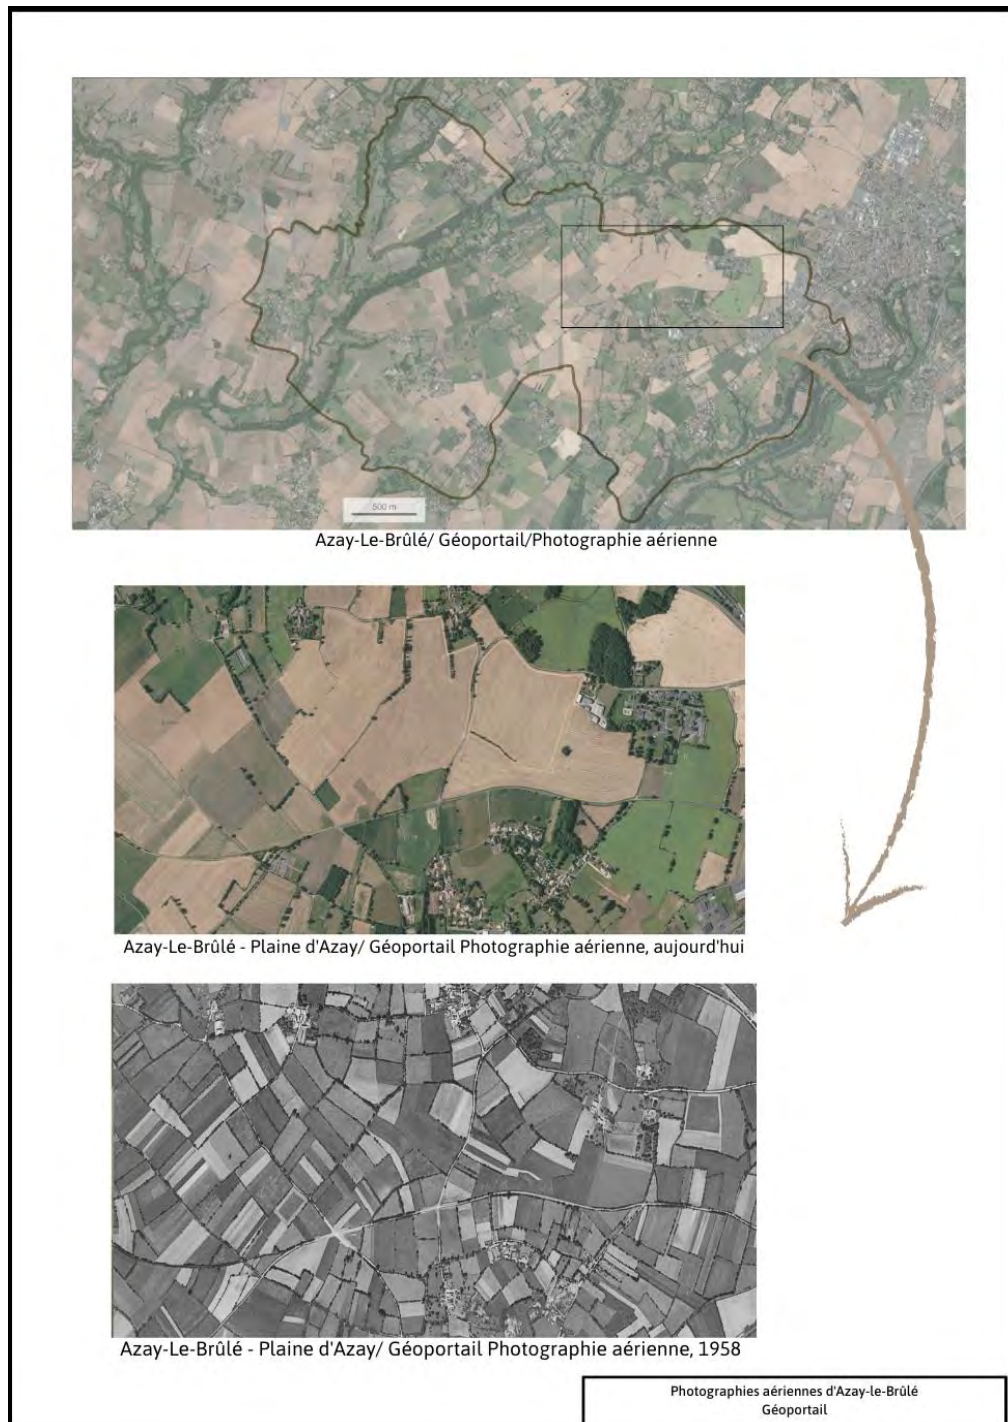 500 m
Azay-Le-Brûlé/ Géoportail/Photographie aérienne
Azay-Le-Brûlé - Plaine d'Azay/ Géoportail Photographie aérienne, aujourd'hui
Azay-Le-Brûlé - Plaine d'Azay/ Géoportail Photographie aérienne, 1958
Photographies aériennes d'Azay-le-Brûlé
Géoportail